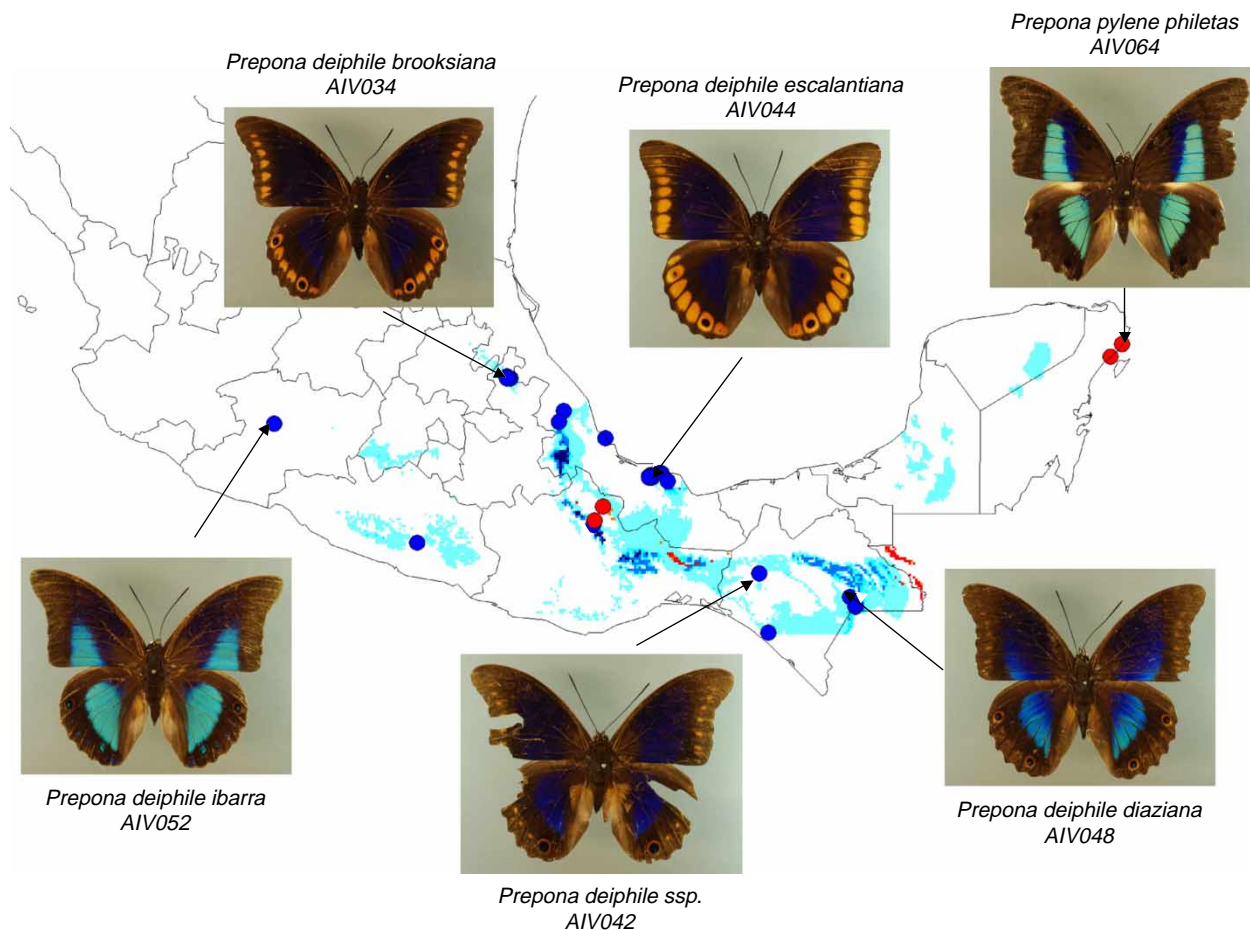 Prepona pylene philetas
AIV064
Prepona deiphile brooksiana
AIV034
Prepona deiphile escalantiana
AIV044
Prepona deiphile ibarra
AIV052
Prepona deiphile diaziana
AIV048
Prepona deiphile ssp.
AIV042